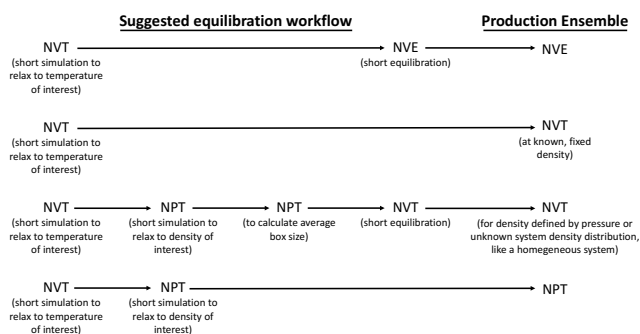 Suggested equilibration workflow
Production Ensemble
NVT
NVE
NVE
(short simulation to
relax to temperature
of interest)
(short equilibration)
NVT
NVT
(short simulation to
relax to temperature
of interest)
(at known, fixed
density)
NVT
NPT
NPT
NVT
NVT
(short simulation to
relax to temperature
of interest)
(short simulation to
relax to density of
interest)
(to calculate average
box size)
(short equilibration)
(for density defined by pressure or
unknown system density distribution,
like a homegeneous system)
NVT
NPT
NPT
(short simulation to
relax to temperature
of interest)
(short simulation to
relax to density of
interest)